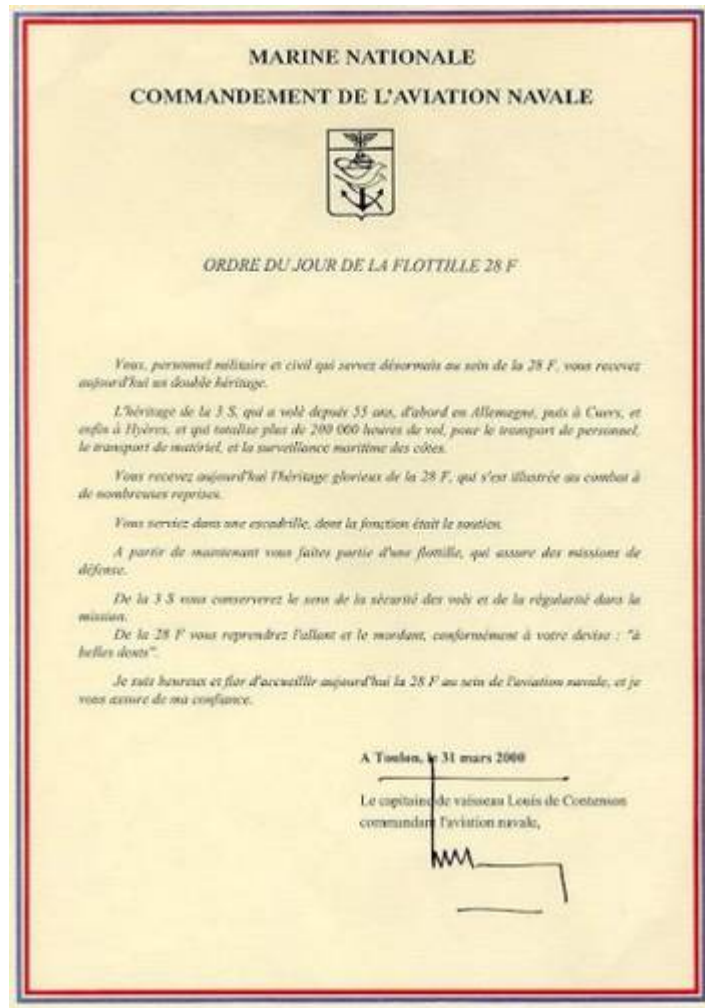 MARINE NATIONALE
COMMANDEMENT DE L'AVIATION NAVALE
ORDRE DU JOUR DE LA FLOTTILLE 28 F
Vous, personnel militaire et civil qui servez désormais au sein de la 28 F, vous recevez
aujourd'hui un double héritage.
L'héritage de la 3 S, qui a volé depuis 55 ans, d'abord en Allemagne, puis à Cuers, et
enfin à Hyères, et qui totalise plus de 200 000 heures de vol, pour le transport de personnel,
le transport de matériel, et la surveillance maritime des côtes.
Vous recevez aujourd'hui l'héritage glorieux de la 28 F, qui s'est illustrée au combat à
de nombreuses reprises.
Vous serviez dans une escadrille, dont la fonction était le soutien.
A partir de maintenant vous faites partie d'une flottille, qui assure des missions de
défense.
De la 3 S vous conserverez le sens de la sécurité des vols et de la régularité dans la
mission.
De la 28 F vous reprendrez l'allant et le mordant, conformément à votre devise : "à
belles dents".
Je suis heureux et fier d'accueillir aujourd'hui la 28 F au sein de l'aviation navale, et je
vous assure de ma confiance.
A Toulon, le 31 mars 2000
Le capitaine de vaisseau Louis de Contenson
commandant l'aviation navale,